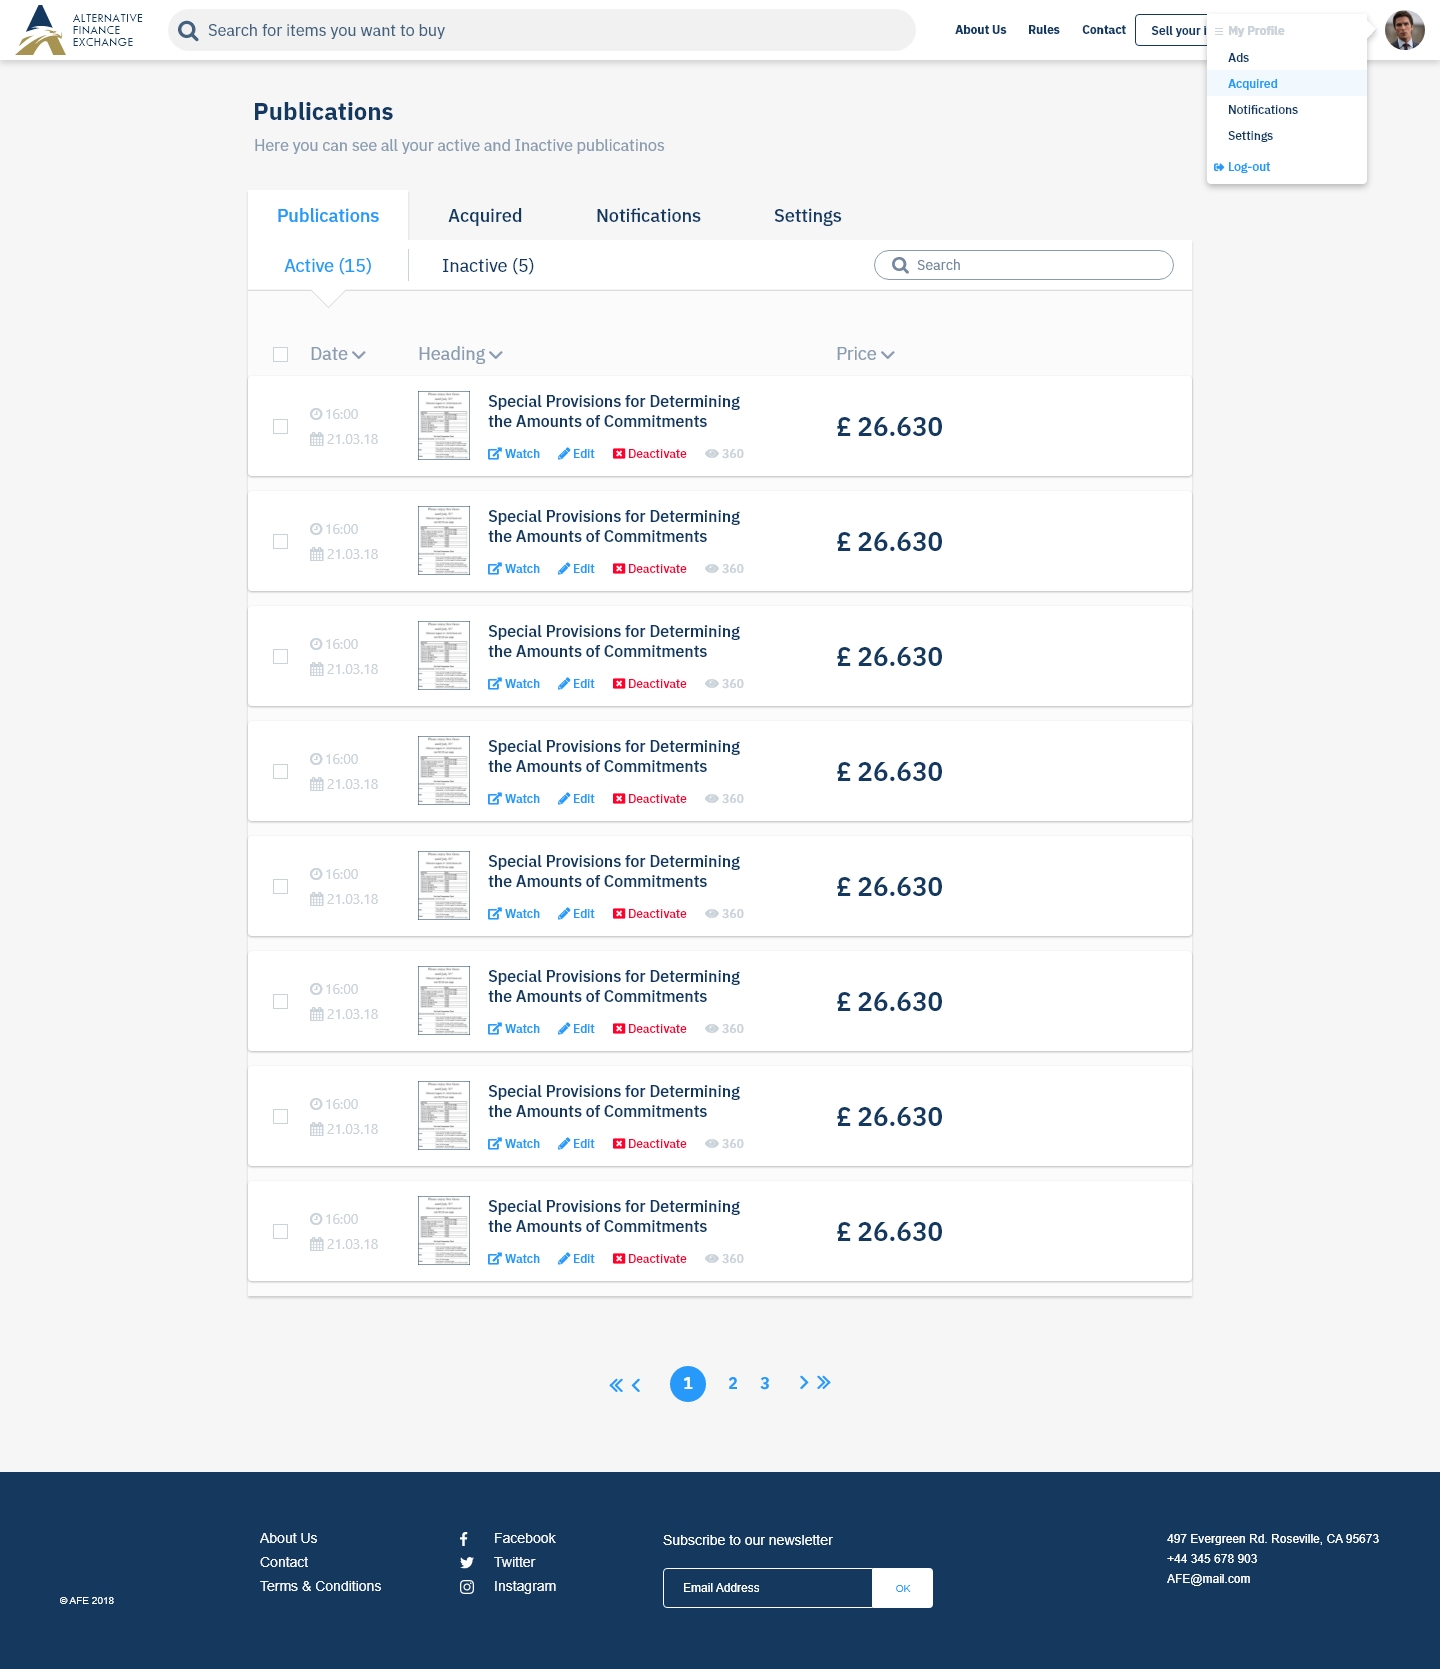 ALTERNATIVE
FINANCE
EXCHANGE
Search for items you want to buy
About Us
Rules
Contact
Sell your
My Profile
Ads
Acquired
Notifications
Settings
Log-out
Publications
Here you can see all your active and Inactive publicatinos
Publications
Acquired
Notifications
Settings
Active (15)
Inactive (5)
Search
Date
Heading
Price
16:00
21.03.18
Special Provisions for Determining
the Amounts of Commitments
Watch
Edit
Deactivate
360
£ 26.630
16:00
21.03.18
Special Provisions for Determining
the Amounts of Commitments
Watch
Edit
Deactivate
360
£ 26.630
16:00
21.03.18
Special Provisions for Determining
the Amounts of Commitments
Watch
Edit
Deactivate
360
£ 26.630
16:00
21.03.18
Special Provisions for Determining
the Amounts of Commitments
Watch
Edit
Deactivate
360
£ 26.630
16:00
21.03.18
Special Provisions for Determining
the Amounts of Commitments
Watch
Edit
Deactivate
360
£ 26.630
16:00
21.03.18
Special Provisions for Determining
the Amounts of Commitments
Watch
Edit
Deactivate
360
£ 26.630
16:00
21.03.18
Special Provisions for Determining
the Amounts of Commitments
Watch
Edit
Deactivate
360
£ 26.630
16:00
21.03.18
Special Provisions for Determining
the Amounts of Commitments
Watch
Edit
Deactivate
360
£ 26.630
1
2
3
© AFE 2018
About Us
Contact
Terms & Conditions
Facebook
Twitter
Instagram
Subscribe to our newsletter
Email Address
OK
497 Evergreen Rd. Roseville, CA 95673
+44 345 678 903
AFE@mail.com